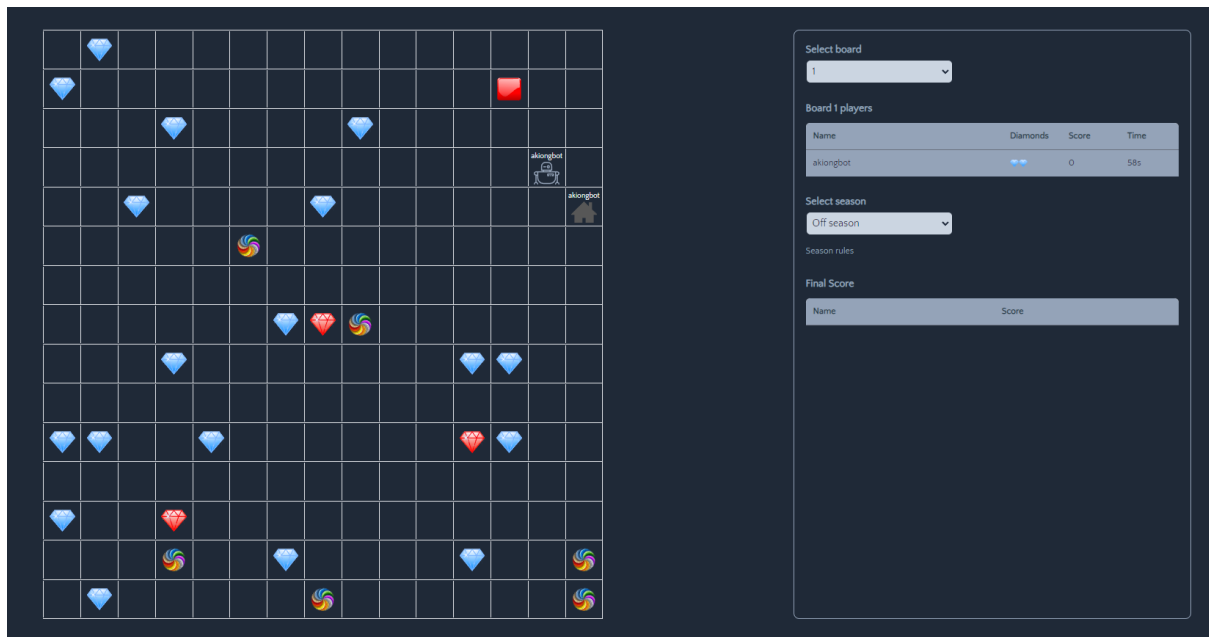 akiongbot
akiongbot
Select board
1
Board 1 players
Name Diamonds Score Time
akiongbot 0 58s
Select season
Off season
Season rules
Final Score
Name Score